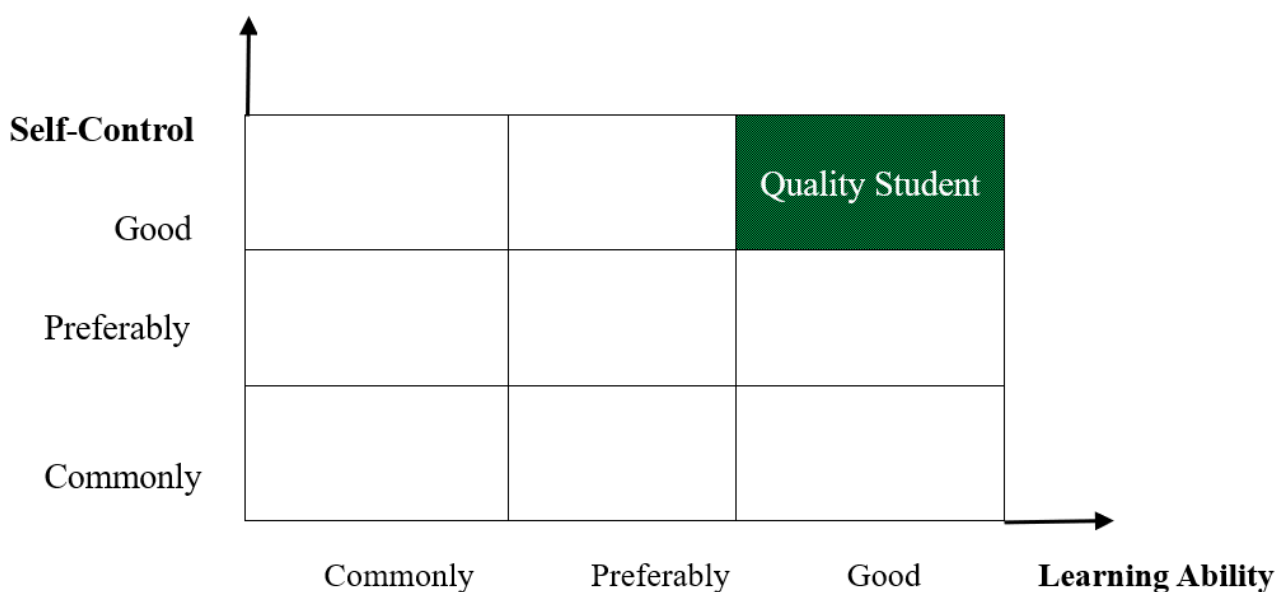 Self-Control
Quality Student
Good
Preferably
Commonly
Commonly Preferably Good Learning Ability